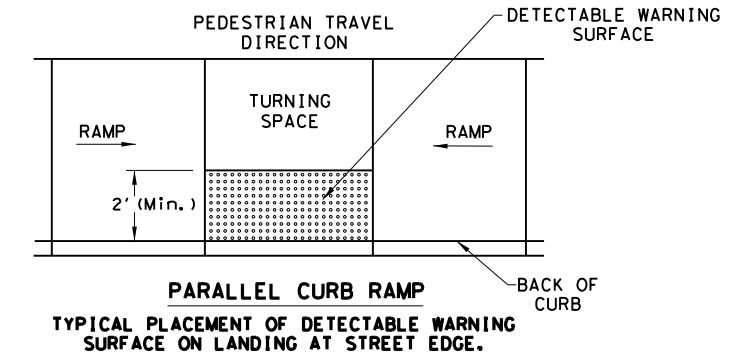 PEDESTRIAN TRAVEL
DIRECTION
DETECTABLE WARNING
SURFACE
TURNING
SPACE
RAMP
RAMP
2' (Min.)
BACK OF
CURB
PARALLEL CURB RAMP
TYPICAL PLACEMENT OF DETECTABLE WARNING
SURFACE ON LANDING AT STREET EDGE.